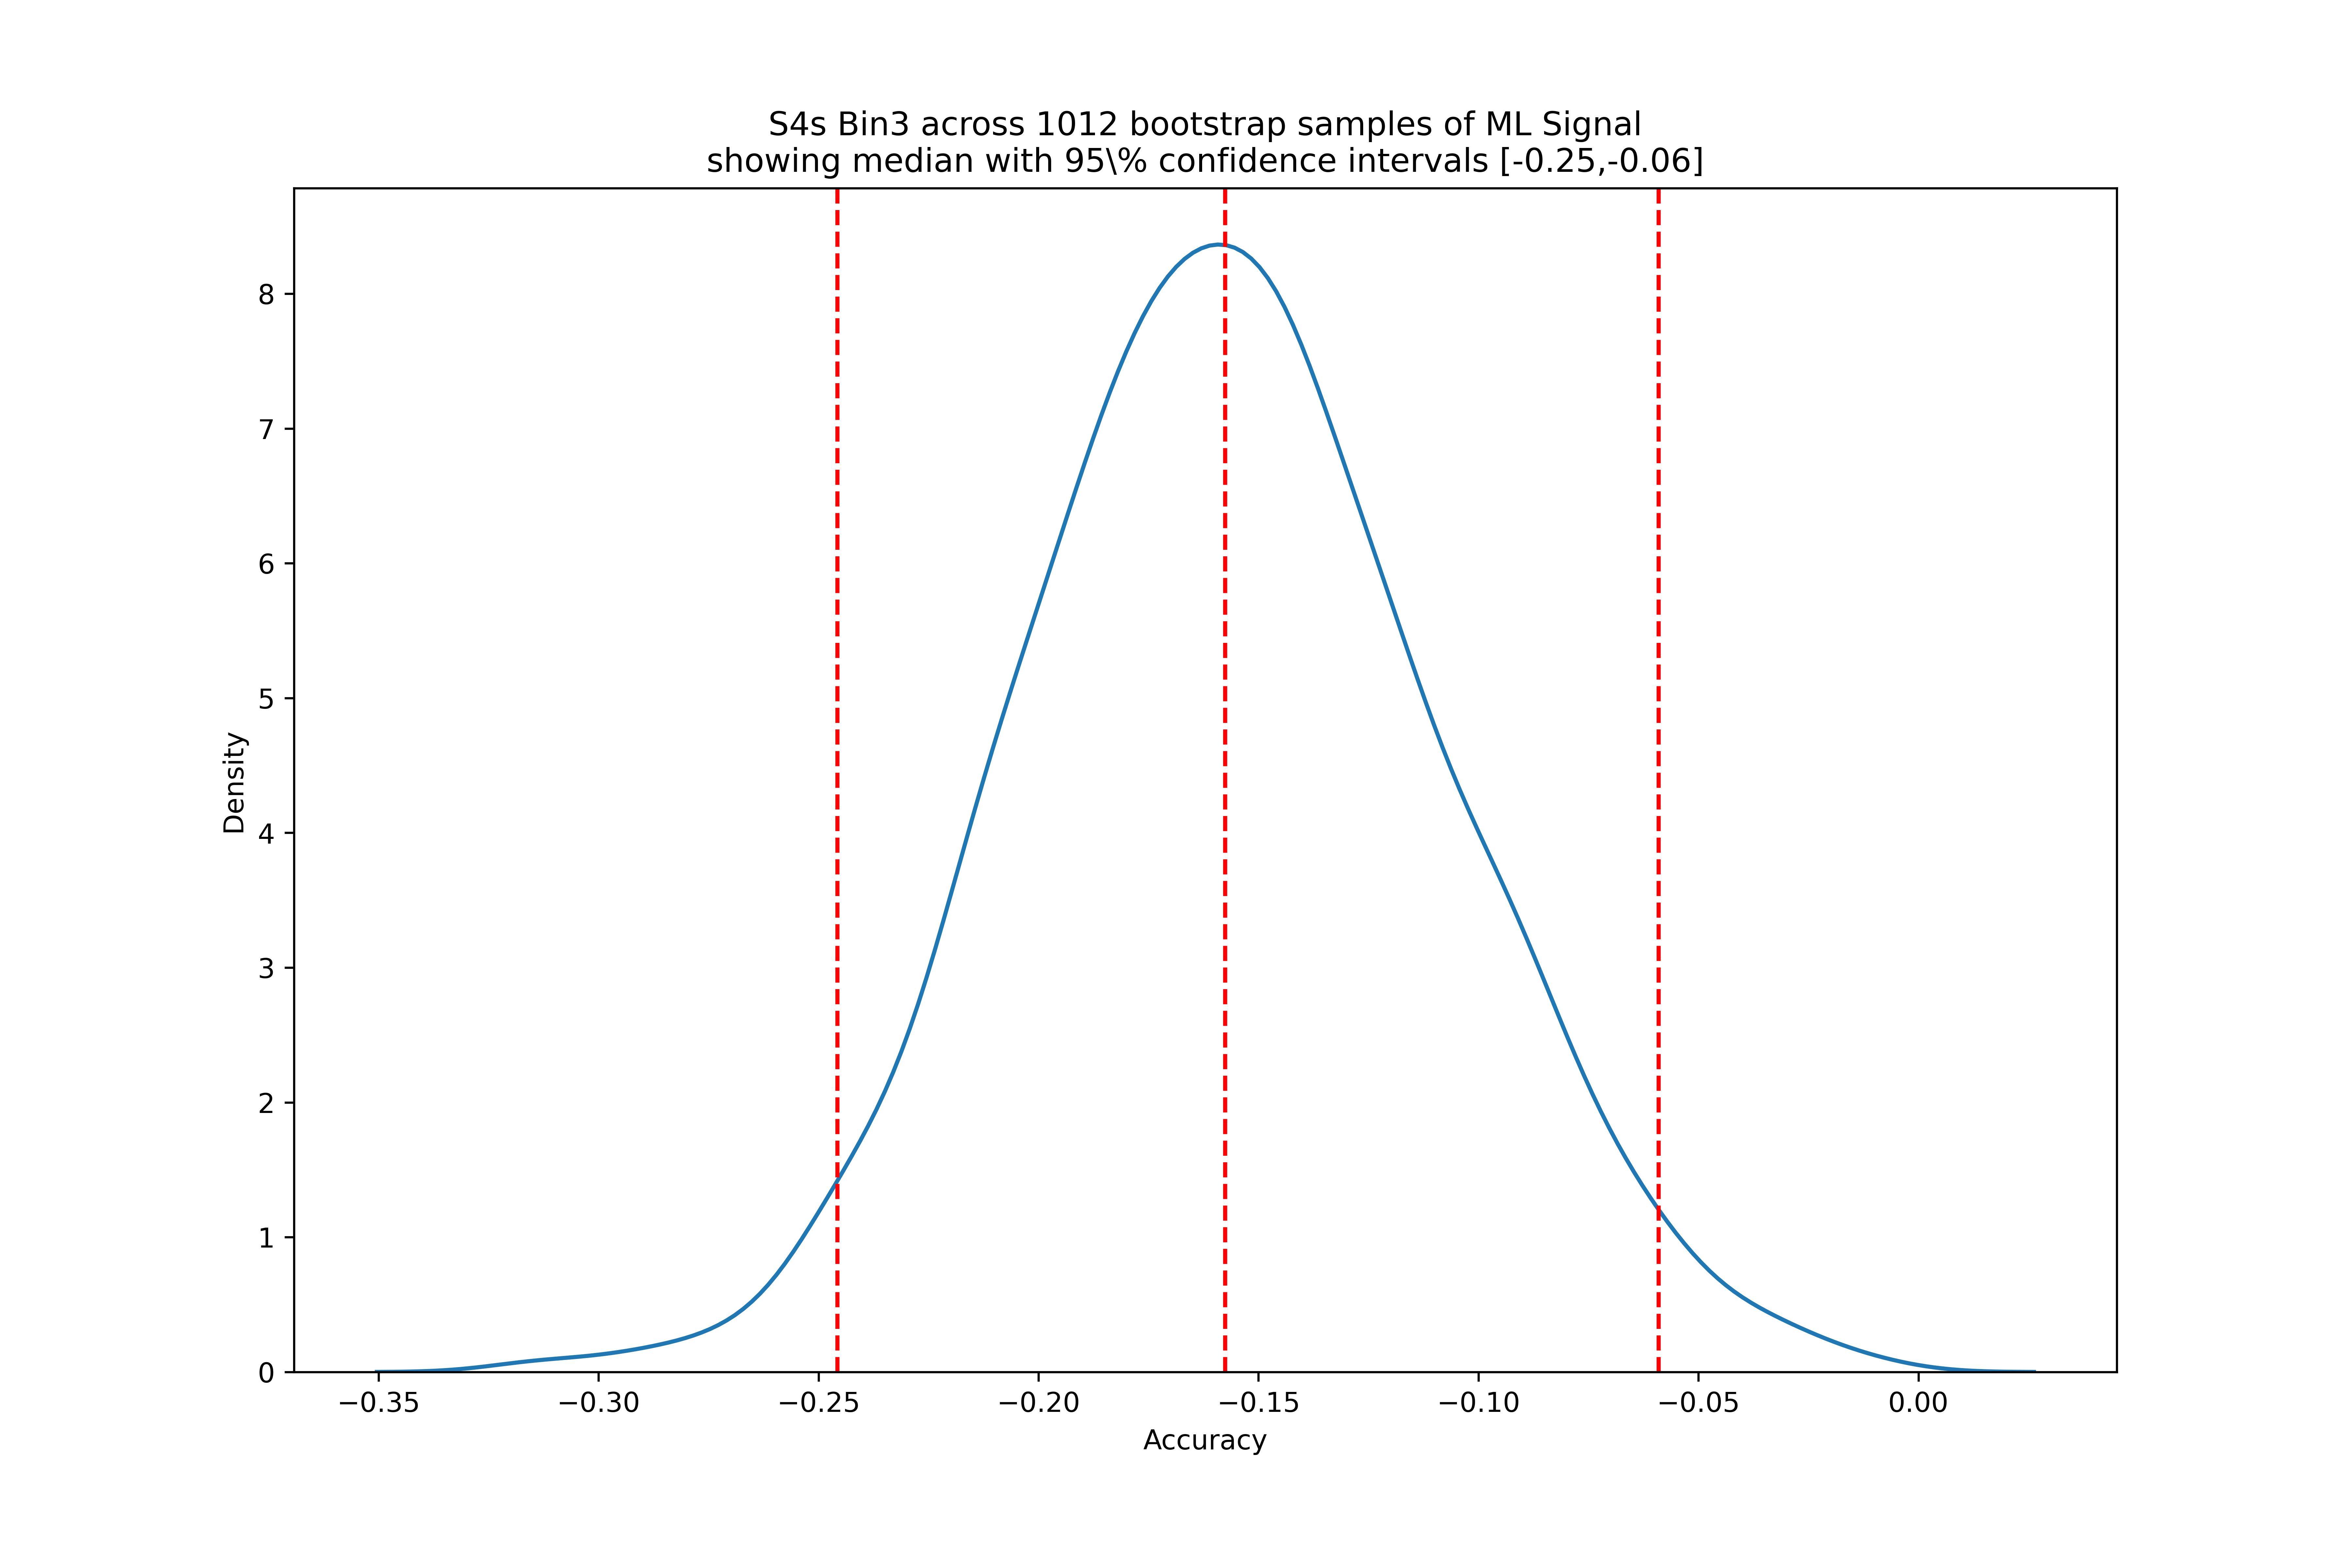 S4s Bin3 across 1012 bootstrap samples of ML Signal
showing median with 95\% confidence intervals [-0.25,-0.06]
8
7
6
5
4
3
2
1
0
Density
−0.35 −0.30 −0.25 −0.20 −0.15 −0.10 −0.05 0.00
Accuracy